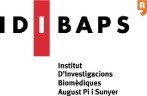 IDIBAPS
Institut
D'Investigacions
Biomèdiques
August Pi i Sunyer